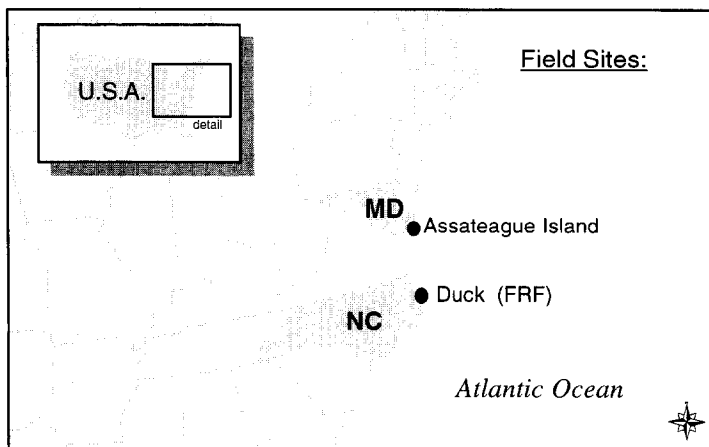 Field Sites:
U.S.A.
detail
MD
Assateague Island
Duck (FRF)
NC
Atlantic Ocean